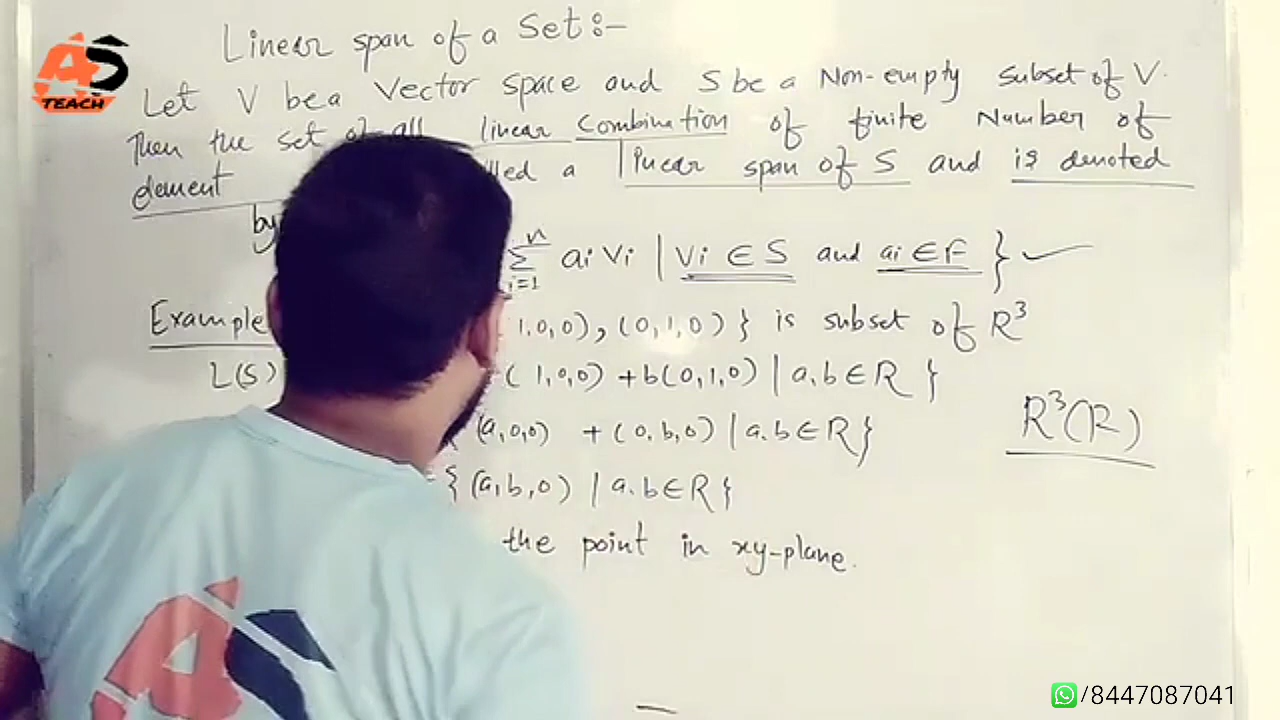 AS
TEACH
Linear span of a Set:-
Let V be a Vector space and S be a Non-empty subset of V.
Then the set of all linear combination of finite Number of
element a linear span of S and is denoted
by
n
∑ ai vi | vi ∈ S and ai ∈ F } ✓
i=1
Example 1,0,0), (0,1,0) } is subset of R³
L(S) (1,0,0) + b(0,1,0) | a,b ∈ R }
(a,0,0) + (0,b,0) | a.b ∈ R }
R³(R)
= { (a,b,0) | a.b ∈ R }
the point in xy-plane.
AS
/8447087041